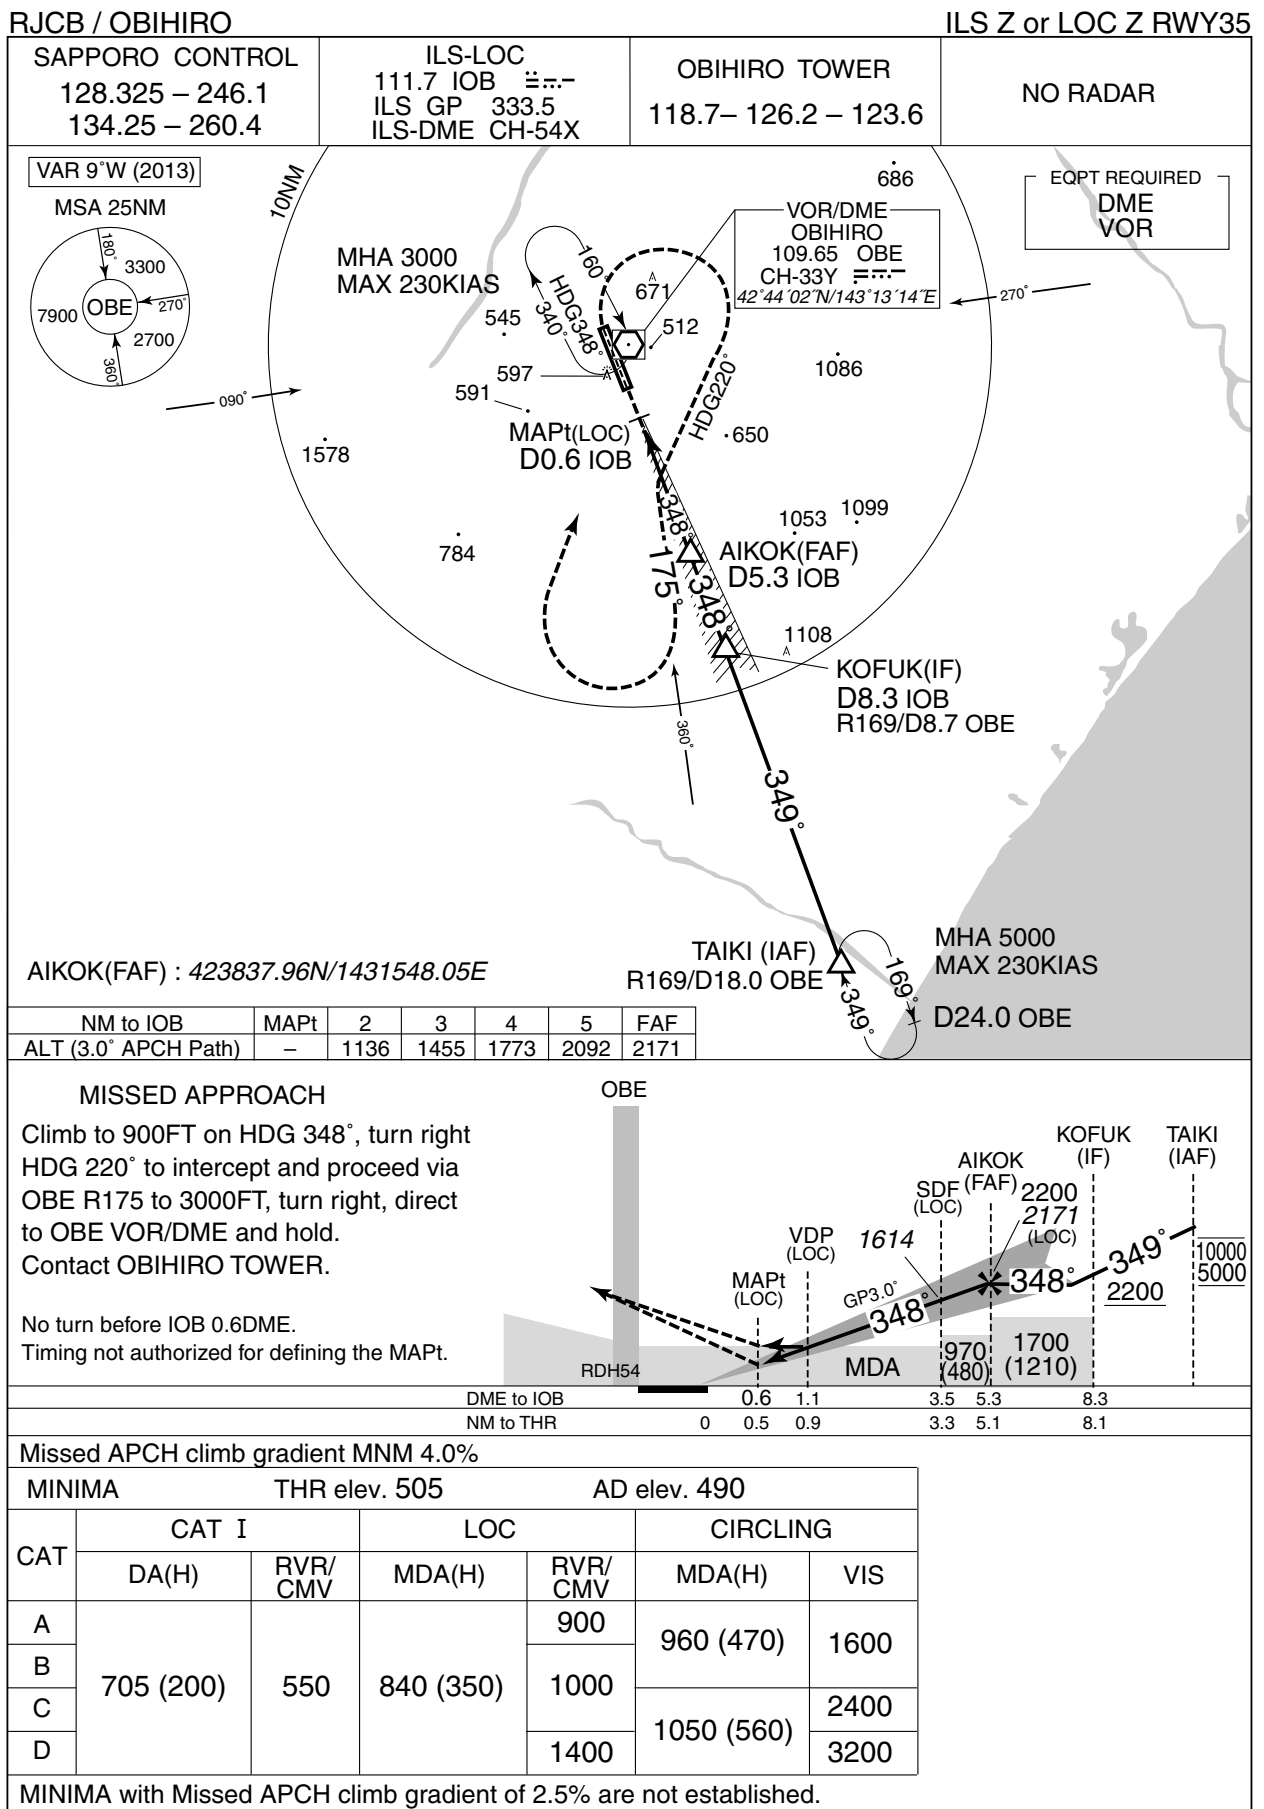 RJCB / OBIHIRO
ILS Z or LOC Z RWY35
SAPPORO CONTROL
128.325 – 246.1
134.25 – 260.4
ILS-LOC
111.7 IOB
ILS GP 333.5
ILS-DME CH-54X
OBIHIRO TOWER
118.7– 126.2 – 123.6
NO RADAR
VAR 9°W (2013)
MSA 25NM
180°
3300
OBE
270°
7900
2700
360°
10NM
686
EQPT REQUIRED
DME
VOR
VOR/DME
OBIHIRO
109.65 OBE
CH-33Y
42°44´02˝N/143°13´14˝E
MHA 3000
MAX 230KIAS
160°
340°
HDG348°
671
545
512
597
591
1086
270°
090°
HDG220°
650
1578
MAPt(LOC)
D0.6 IOB
348°
1053
1099
784
AIKOK(FAF)
D5.3 IOB
175°
348°
1108
KOFUK(IF)
D8.3 IOB
R169/D8.7 OBE
360°
349°
TAIKI (IAF)
R169/D18.0 OBE
MHA 5000
MAX 230KIAS
169°
349°
D24.0 OBE
AIKOK(FAF) : 423837.96N/1431548.05E
NM to IOB MAPt 2 3 4 5 FAF
ALT (3.0° APCH Path) – 1136 1455 1773 2092 2171
MISSED APPROACH
Climb to 900FT on HDG 348°, turn right
HDG 220° to intercept and proceed via
OBE R175 to 3000FT, turn right, direct
to OBE VOR/DME and hold.
Contact OBIHIRO TOWER.
No turn before IOB 0.6DME.
Timing not authorized for defining the MAPt.
OBE
KOFUK
(IF)
TAIKI
(IAF)
AIKOK
(FAF)
SDF
(LOC)
2200
2171
(LOC)
VDP
(LOC)
1614
MAPt
(LOC)
GP3.0°
348°
348°
349°
10000
5000
2200
RDH54
MDA
970
(480)
1700
(1210)
DME to IOB 0.6 1.1 3.5 5.3 8.3
NM to THR 0 0.5 0.9 3.3 5.1 8.1
Missed APCH climb gradient MNM 4.0%
MINIMA THR elev. 505 AD elev. 490
CAT
CAT I LOC CIRCLING
DA(H) RVR/CMV MDA(H) RVR/CMV MDA(H) VIS
A
B
C
D
705 (200)
550
840 (350)
900
1000
1400
960 (470)
1050 (560)
1600
2400
3200
MINIMA with Missed APCH climb gradient of 2.5% are not established.